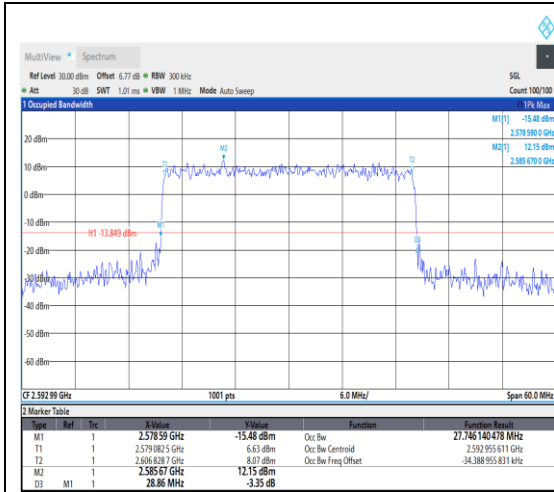 MultiView Spectrum
Ref Level 30.00 dBm Offset 6.77 dB RBW 300 kHz SGL
Att 30 dB SWT 1.01 ms VBW 1 MHz Mode Auto Sweep Count 100/100
1 Occupied Bandwidth 1Pk Max
M1[1] -15.48 dBm
2.578 590 0 GHz
M2[1] 12.15 dBm
2.585 670 0 GHz
M2
20 dBm
T1 T2
10 dBm
0 dBm
-10 dBm
M1
H1 -13.849 dBm
D3
-20 dBm
-30 dBm
-40 dBm
-50 dBm
-60 dBm
CF 2.592 99 GHz 1001 pts 6.0 MHz/ Span 60.0 MHz
2 Marker Table
Type Ref Trc X-Value Y-Value Function Function Result
M1 1 2.578 59 GHz -15.48 dBm Occ Bw 27.746 140 478 MHz
T1 1 2.579 082 5 GHz 6.63 dBm Occ Bw Centroid 2.592 955 611 GHz
T2 1 2.606 828 7 GHz 8.07 dBm Occ Bw Freq Offset -34.388 955 831 kHz
M2 1 2.585 67 GHz 12.15 dBm
D3 M1 1 28.86 MHz -3.35 dB